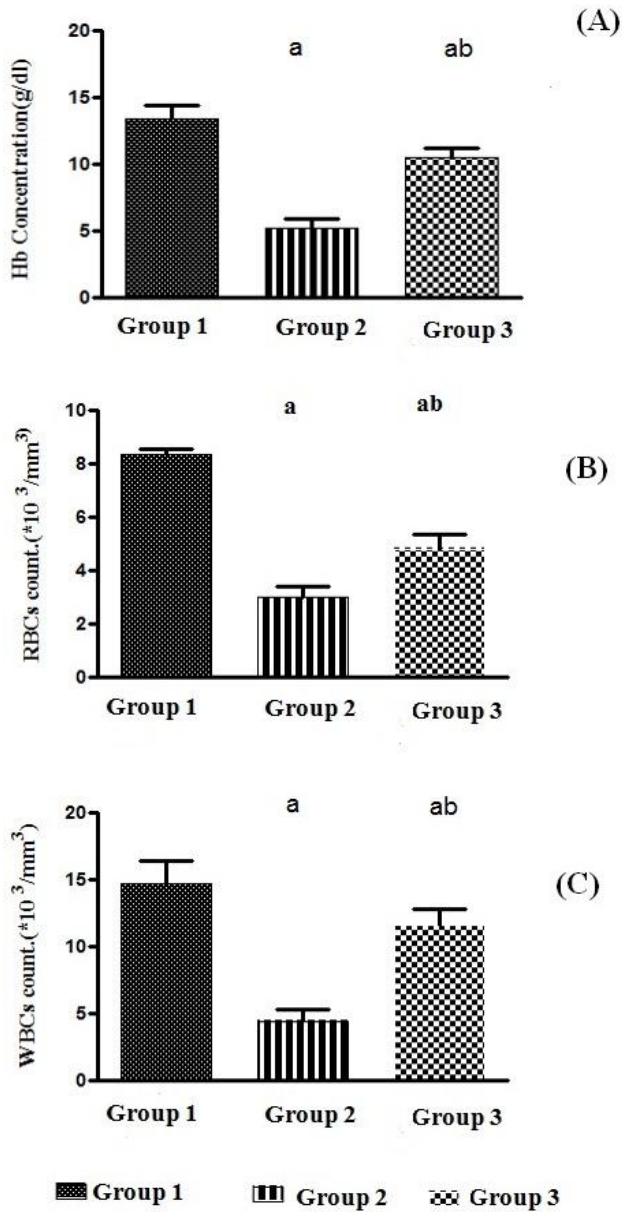 (A)
20
a
ab
15
10
5
0
Hb Concentration(g/dl)
Group 1
Group 2
Group 3
10
a
ab
8
6
4
2
0
RBCs count.(*10 ³/mm³)
(B)
Group 1
Group 2
Group 3
20
a
ab
15
10
5
0
WBCs count.(*10 ³/mm³)
(C)
Group 1
Group 2
Group 3
Group 1 Group 2 Group 3